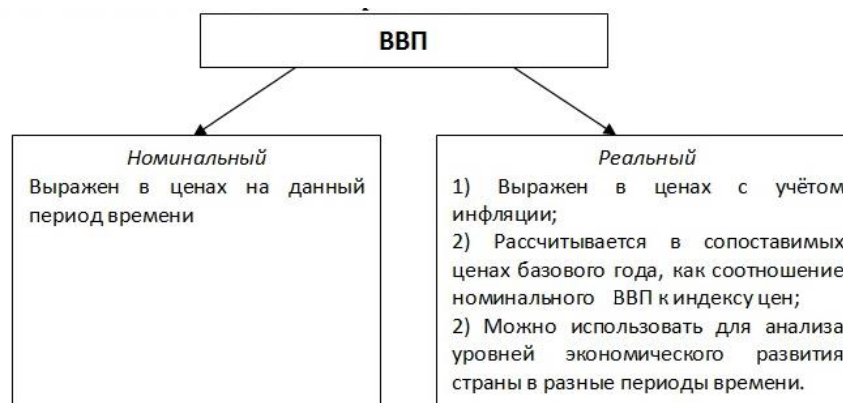 ВВП
Номинальный
Выражен в ценах на данный
период времени
Реальный
1) Выражен в ценах с учётом
инфляции;
2) Рассчитывается в сопоставимых
ценах базового года, как соотношение
номинального ВВП к индексу цен;
2) Можно использовать для анализа
уровней экономического развития
страны в разные периоды времени.